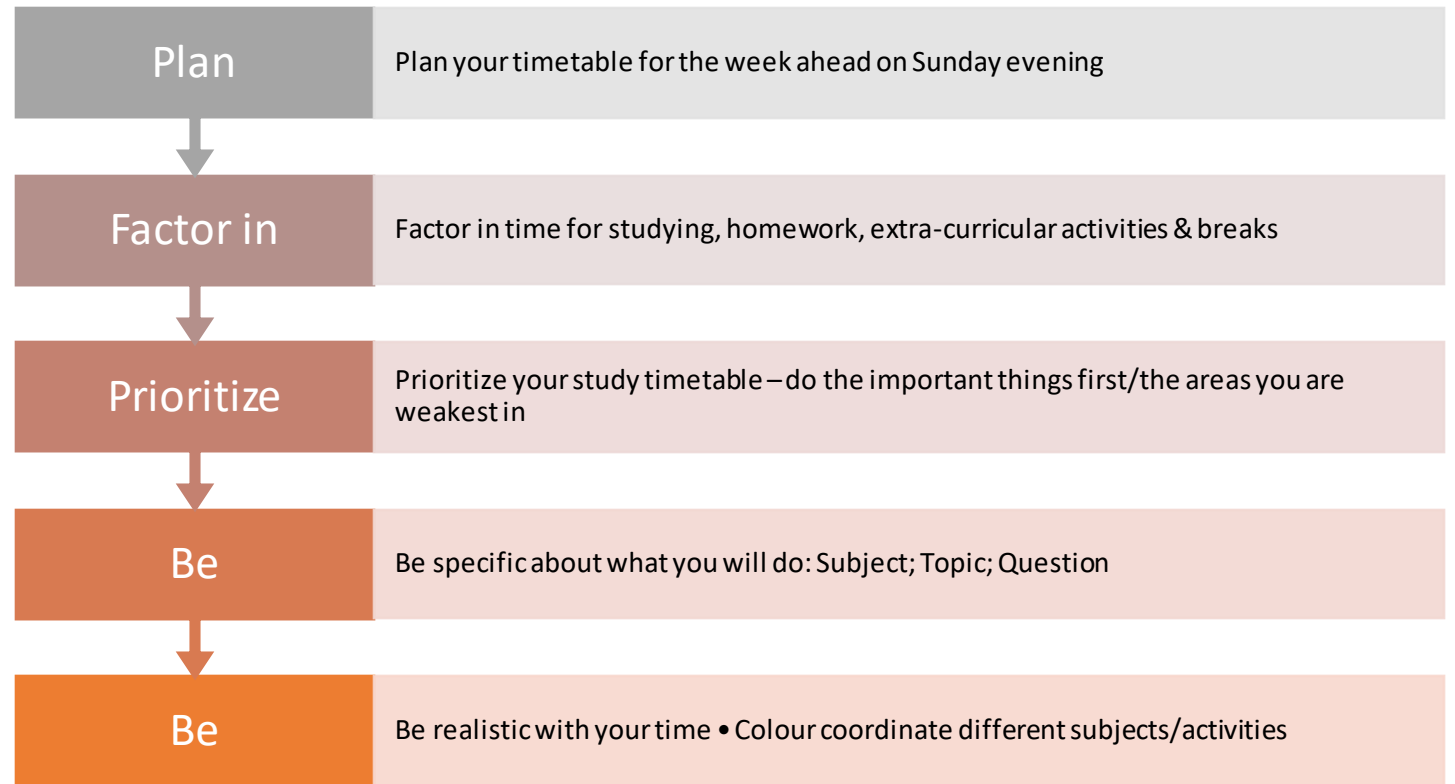 Plan
Plan your timetable for the week ahead on Sunday evening
Factor in
Factor in time for studying, homework, extra-curricular activities & breaks
Prioritize
Prioritize your study timetable – do the important things first/the areas you are
weakest in
Be
Be specific about what you will do: Subject; Topic; Question
Be
Be realistic with your time • Colour coordinate different subjects/activities